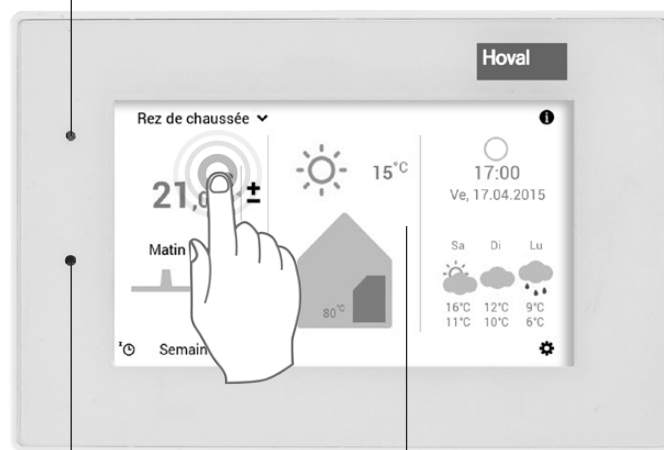 Hoval
Rez de chaussée
21,
±
Matin
Semain
15°C
80°C
17:00
Ve, 17.04.2015
Sa Di Lu
16°C 12°C 9°C
11°C 10°C 6°C